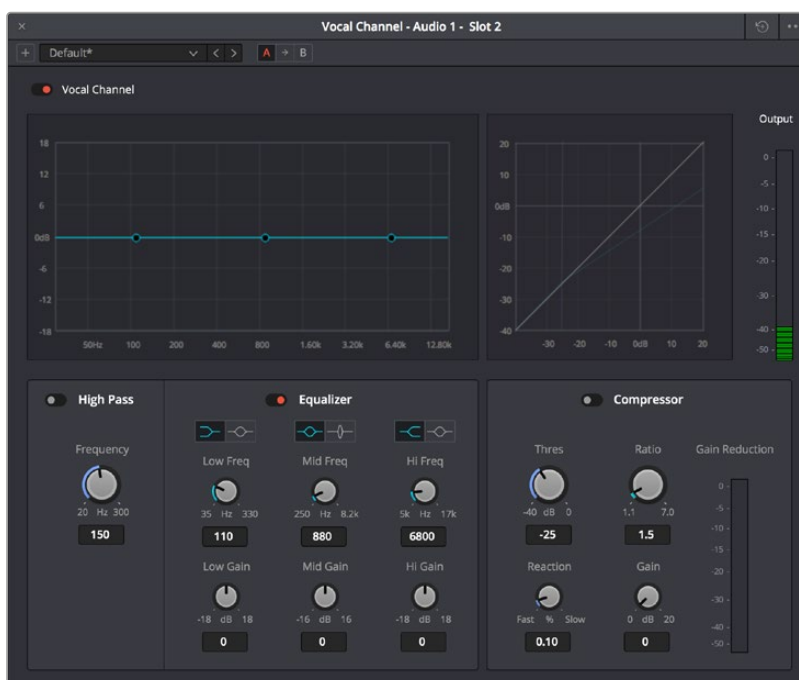 Vocal Channel - Audio 1 - Slot 2
Default*
A
B
Vocal Channel
18
12
6
0dB
-6
-12
-18
50Hz 100 200 400 800 1.60k 3.20k 6.40k 12.80k
20
10
0dB
-10
-20
-30
-40
-30 -20 -10 0dB 10 20
Output
0
-5
-10
-15
-20
30
-40
-50
High Pass
Frequency
20 Hz 300
150
Equalizer
Low Freq Mid Freq Hi Freq
35 Hz 330 250 Hz 8.2k 5k Hz 17k
110 880 6800
Low Gain Mid Gain Hi Gain
-18 dB 18 -16 dB 16 -18 dB 18
0 0 0
Compressor
Thres Ratio Gain Reduction
-40 dB 0 1.1 7.0
-25 1.5
Reaction Gain
Fast % Slow 0 dB 20
0.10 0
0
-5
-10
-15
-20
-30
-40
-50